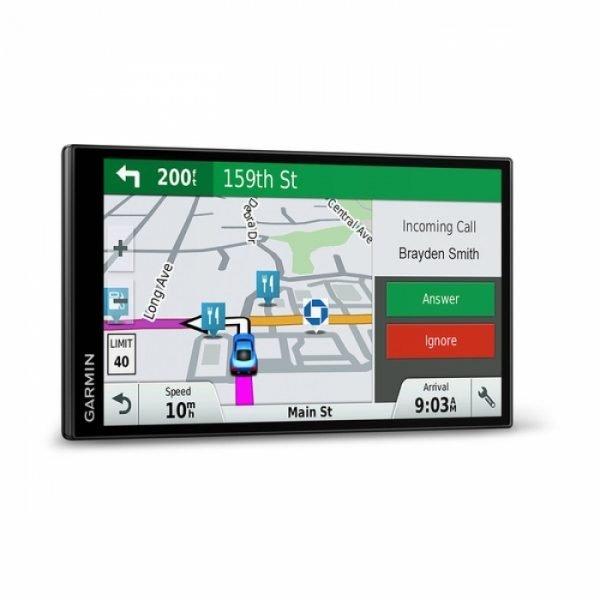 200ft
159th St
Decra Dr
Central Ave
Long Ave
Incoming Call
Brayden Smith
Answer
Ignore
LIMIT
40
Speed
10mh
Main St
Arrival
9:03AM
GARMIN